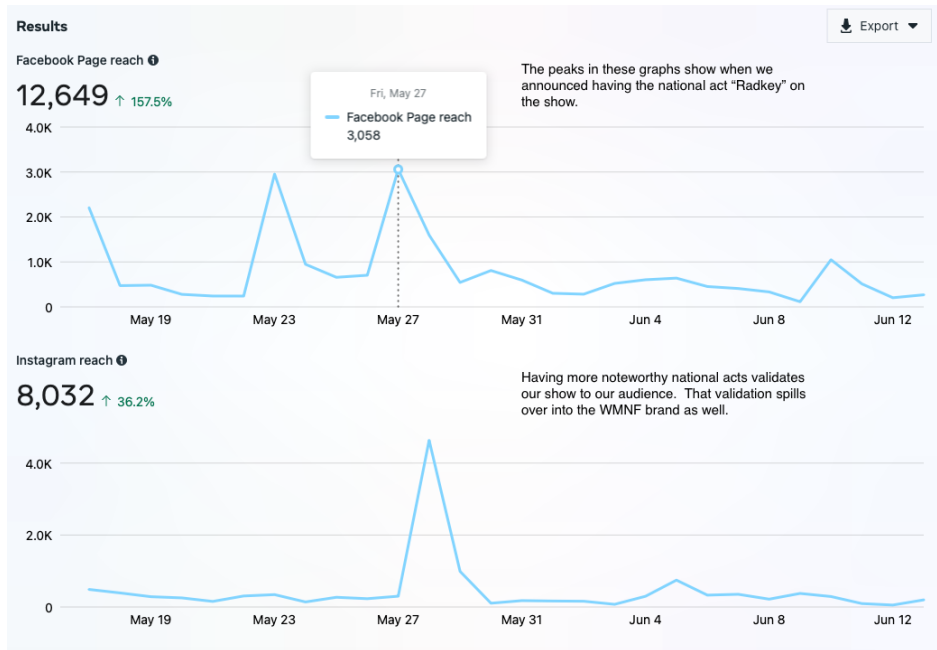 Results
Export
Facebook Page reach
12,649 ↑ 157.5%
The peaks in these graphs show when we
announced having the national act “Radkey” on
the show.
Fri, May 27
Facebook Page reach
3,058
4.0K
3.0K
2.0K
1.0K
0
May 19 May 23 May 27 May 31 Jun 4 Jun 8 Jun 12
Instagram reach
8,032 ↑ 36.2%
Having more noteworthy national acts validates
our show to our audience.  That validation spills
over into the WMNF brand as well.
4.0K
2.0K
0
May 19 May 23 May 27 May 31 Jun 4 Jun 8 Jun 12